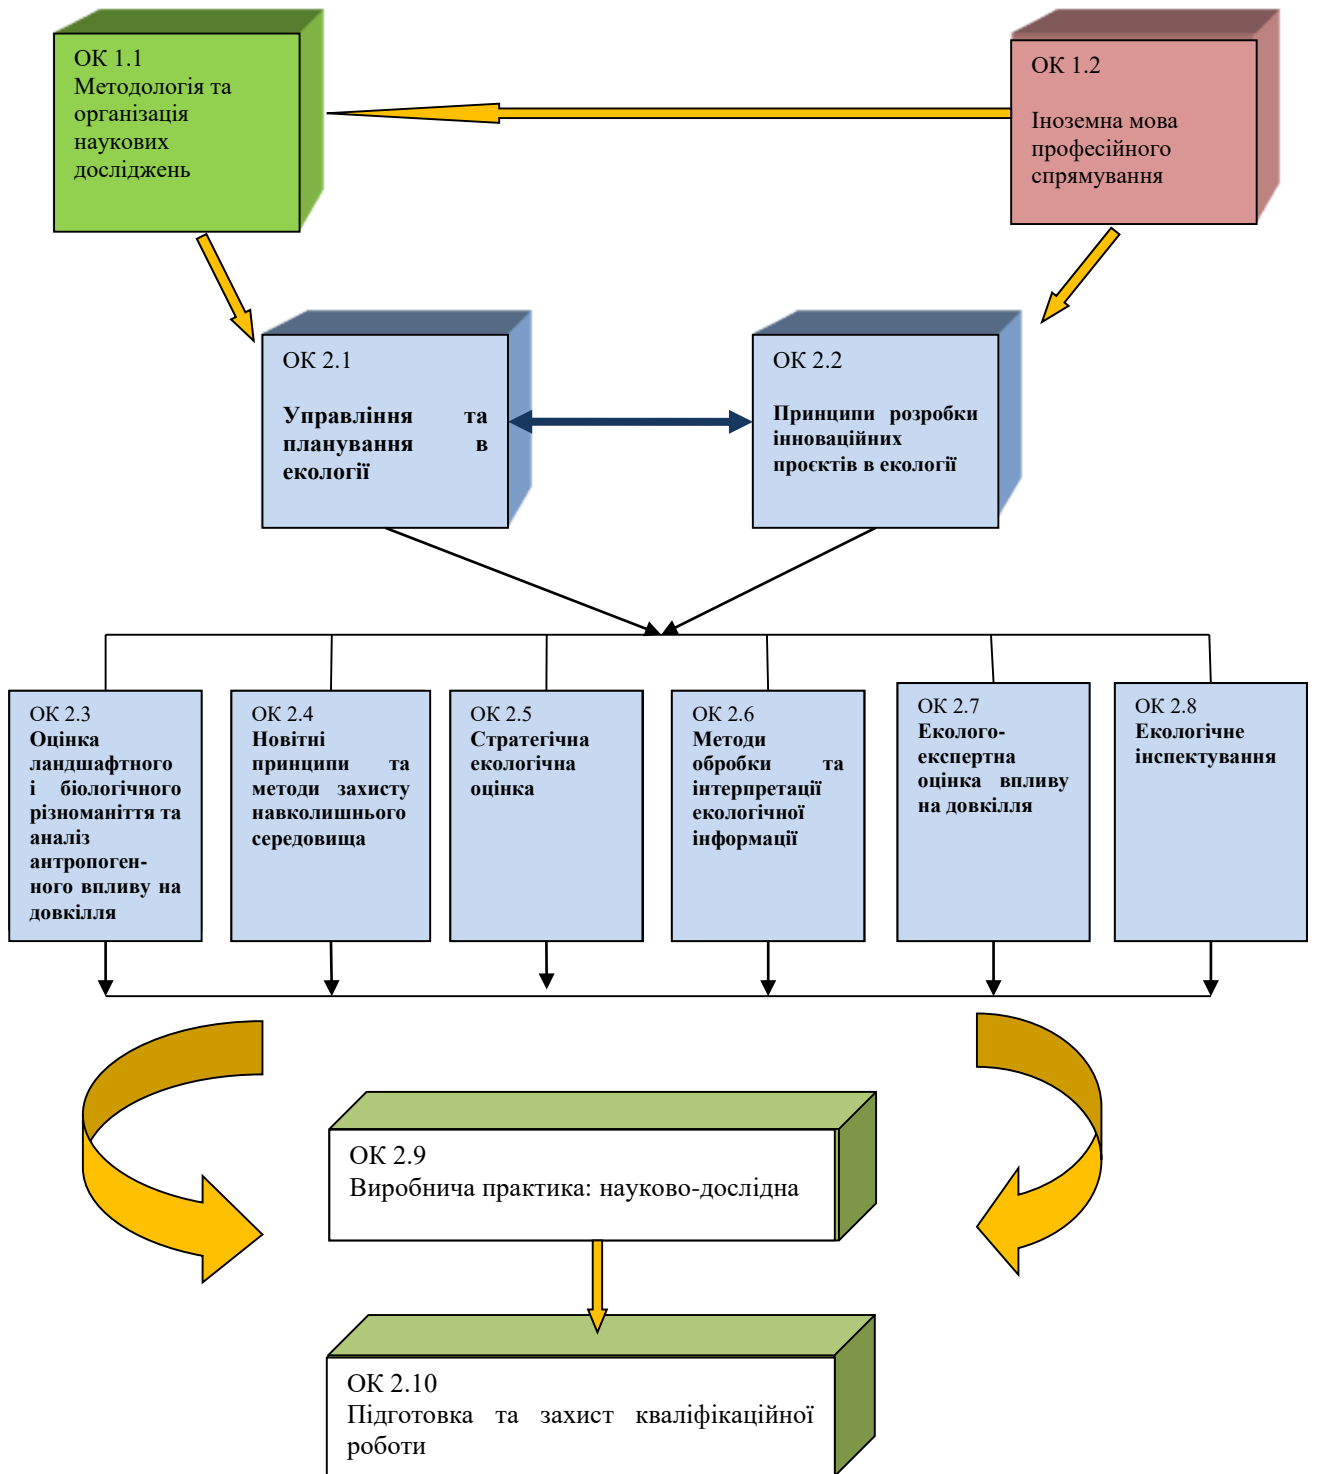 ОК 1.1
Методологія та
організація
наукових
досліджень
ОК 1.2
Іноземна мова
професійного
спрямування
ОК 2.1
Управління та
планування в
екології
ОК 2.2
Принципи розробки
інноваційних
проєктів в екології
ОК 2.3
Оцінка
ландшафтного
і біологічного
різноманіття та
аналіз
антропоген-
ного впливу на
довкілля
ОК 2.4
Новітні
принципи та
методи захисту
навколишнього
середовища
ОК 2.5
Стратегічна
екологічна
оцінка
ОК 2.6
Методи
обробки та
інтерпретації
екологічної
інформації
ОК 2.7
Еколого-
експертна
оцінка впливу
на довкілля
ОК 2.8
Екологічне
інспектування
ОК 2.9
Виробнича практика: науково-дослідна
ОК 2.10
Підготовка та захист кваліфікаційної
роботи